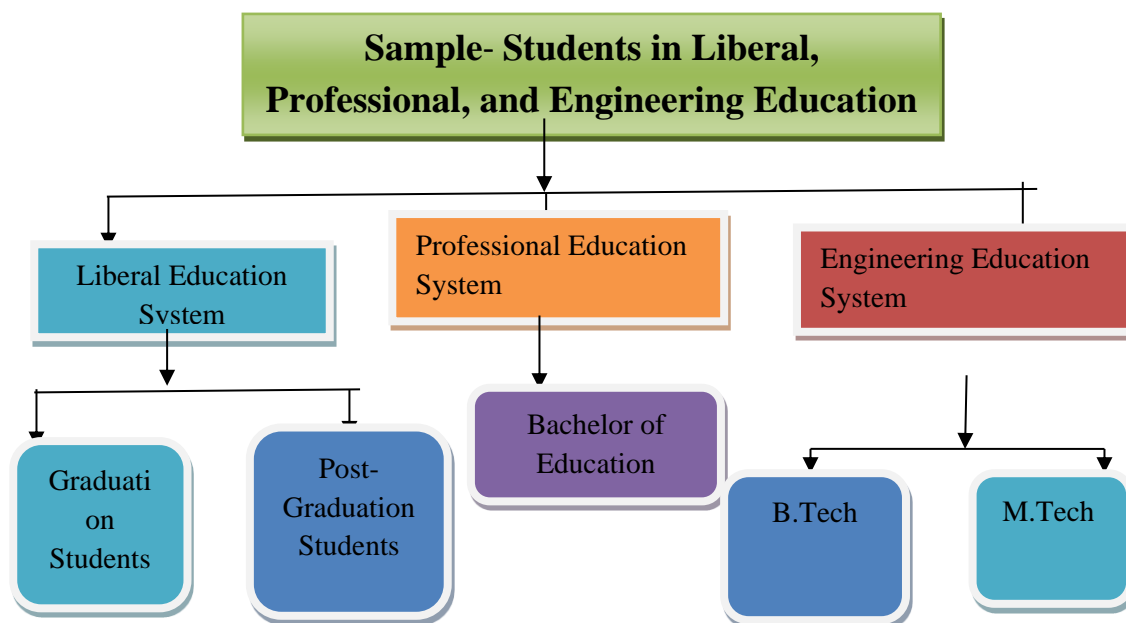 Sample- Students in Liberal,
Professional, and Engineering Education
Liberal Education
System
Professional Education
System
Engineering Education
System
Graduati
on
Students
Post-
Graduation
Students
Bachelor of
Education
B.Tech
M.Tech